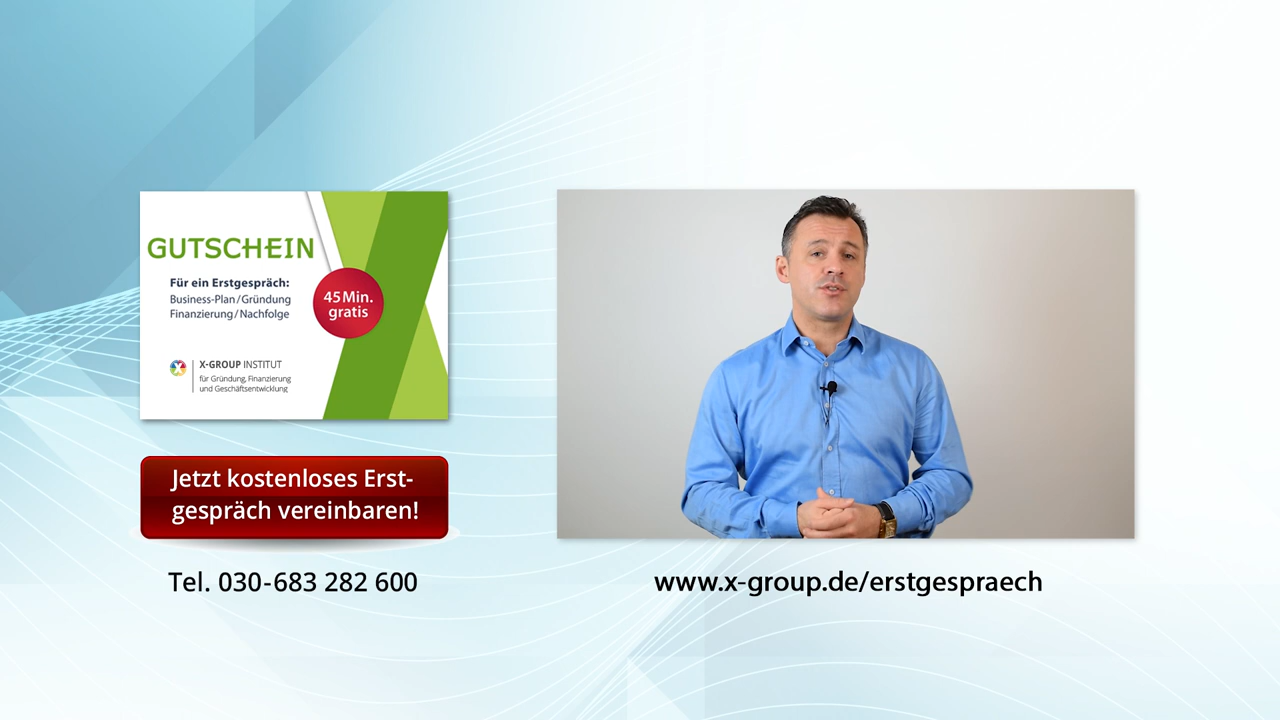 GUTSCHEIN
Für ein Erstgespräch:
Business-Plan/Gründung
Finanzierung/Nachfolge
45 Min.
gratis
X-GROUP INSTITUT
für Gründung, Finanzierung
und Geschäftsentwicklung
Jetzt kostenloses Erst-
gespräch vereinbaren!
Tel. 030-683 282 600
www.x-group.de/erstgespraech